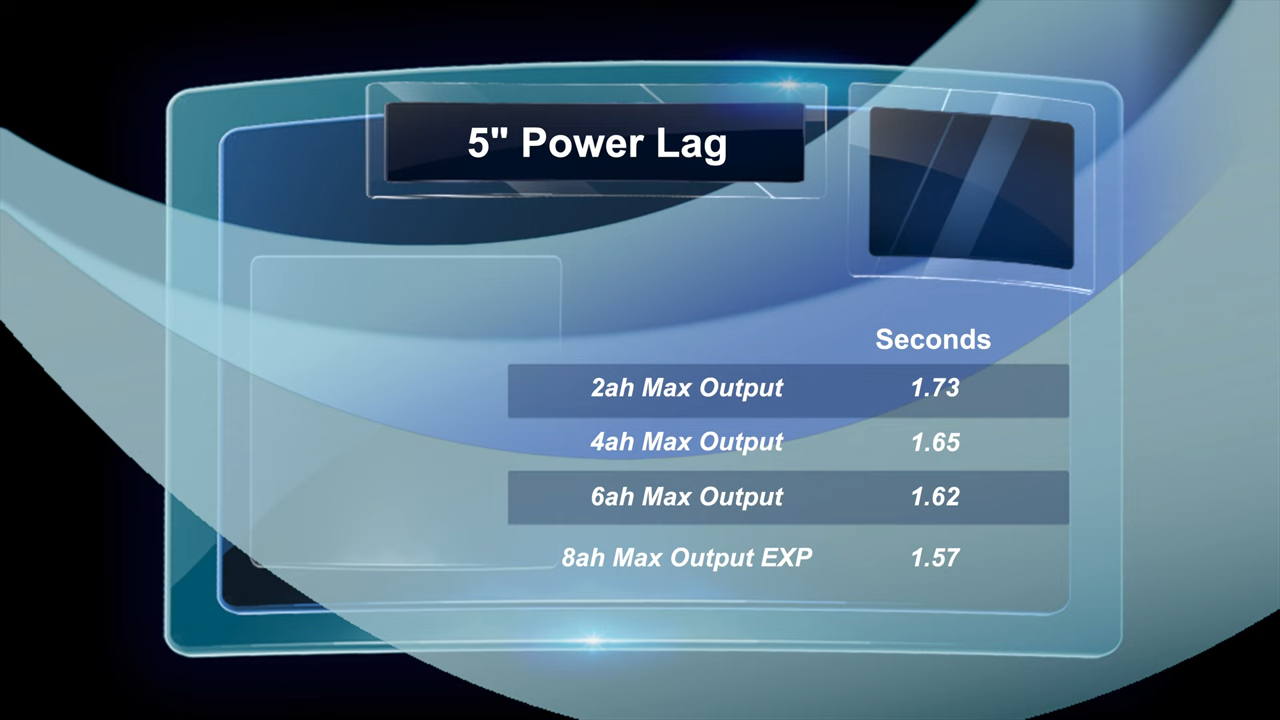 5" Power Lag
Seconds
2ah Max Output 1.73
4ah Max Output 1.65
6ah Max Output 1.62
8ah Max Output EXP 1.57